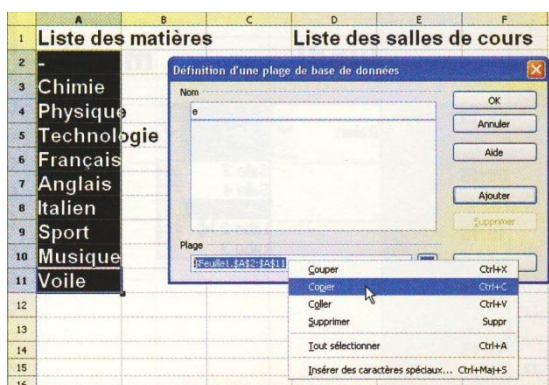 A B C D E F
1 Liste des matières Liste des salles de cours
2 -
3 Chimie
4 Physique
5 Technologie
6 Français
7 Anglais
8 Italien
9 Sport
10 Musique
11 Voile
12
13
14
15
16
Définition d'une plage de base de données
Nom
e
OK
Annuler
Aide
Ajouter
Supprimer
Plage
$Feuille1.$A$2:$A$11
Couper Ctrl+X
Copier Ctrl+C
Coller Ctrl+V
Supprimer Suppr
Tout sélectionner Ctrl+A
Insérer des caractères spéciaux... Ctrl+Maj+S